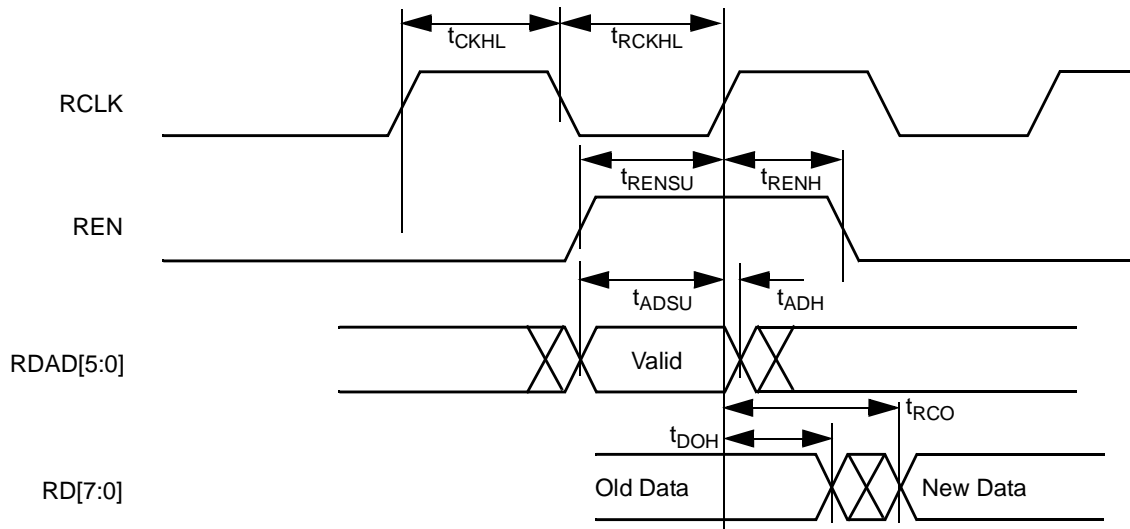 tCKHL tRCKHL
RCLK
tRENSU tRENH
REN
tADSU tADH
RDAD[5:0] Valid
tRCO
tDOH
RD[7:0] Old Data New Data